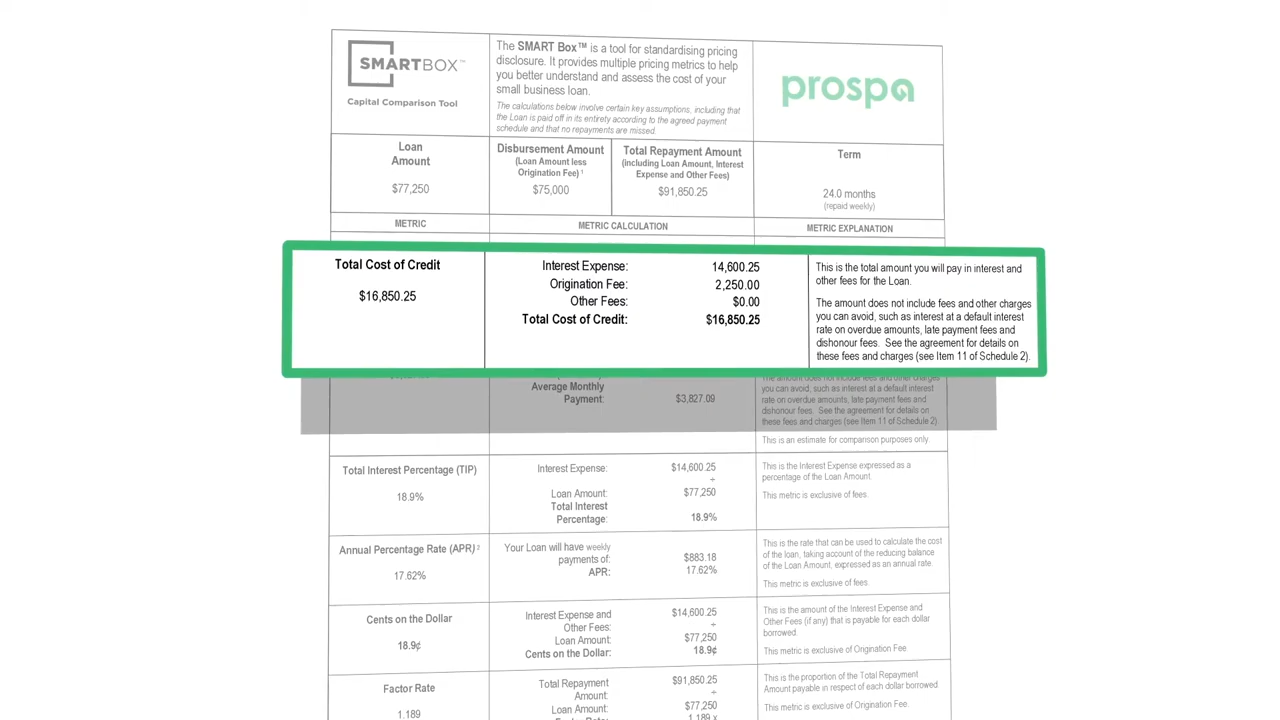 SMARTBOX™
Capital Comparison Tool
The SMART Box™ is a tool for standardising pricing
disclosure. It provides multiple pricing metrics to help
you better understand and assess the cost of your
small business loan.
The calculations below involve certain key assumptions, including that
the Loan is paid off in its entirety according to the agreed payment
schedule and that no repayments are missed.
prospa
Loan
Amount
$77,250
Disbursement Amount
(Loan Amount less
Origination Fee) ¹
$75,000
Total Repayment Amount
(including Loan Amount, Interest
Expense and Other Fees)
$91,850.25
Term
24.0 months
(repaid weekly)
METRIC
METRIC CALCULATION
METRIC EXPLANATION
Total Cost of Credit
$16,850.25
Interest Expense: 14,600.25
Origination Fee: 2,250.00
Other Fees: $0.00
Total Cost of Credit: $16,850.25
This is the total amount you will pay in interest and
other fees for the Loan.
The amount does not include fees and other charges
you can avoid, such as interest at a default interest
rate on overdue amounts, late payment fees and
dishonour fees. See the agreement for details on
these fees and charges (see Item 11 of Schedule 2).
Average Monthly
Payment: $3,827.09
The amount does not include fees and other charges
you can avoid, such as interest at a default interest
rate on overdue amounts, late payment fees and
dishonour fees. See the agreement for details on
these fees and charges (see Item 11 of Schedule 2).
This is an estimate for comparison purposes only.
Total Interest Percentage (TIP)
18.9%
Interest Expense: $14,600.25
÷
Loan Amount: $77,250
Total Interest
Percentage: 18.9%
This is the Interest Expense expressed as a
percentage of the Loan Amount.
This metric is exclusive of fees.
Annual Percentage Rate (APR) ²
17.62%
Your Loan will have weekly
payments of: $883.18
APR: 17.62%
This is the rate that can be used to calculate the cost
of the loan, taking account of the reducing balance
of the Loan Amount, expressed as an annual rate.
This metric is exclusive of fees.
Cents on the Dollar
18.9¢
Interest Expense and $14,600.25
Other Fees: ÷
Loan Amount: $77,250
Cents on the Dollar: 18.9¢
This is the amount of the Interest Expense and
Other Fees (if any) that is payable for each dollar
borrowed.
This metric is exclusive of Origination Fee.
Factor Rate
1.189
Total Repayment $91,850.25
Amount: ÷
Loan Amount: $77,250
Factor Rate: 1.189 x
This is the proportion of the Total Repayment
Amount payable in respect of each dollar borrowed.
This metric is exclusive of Origination Fee.